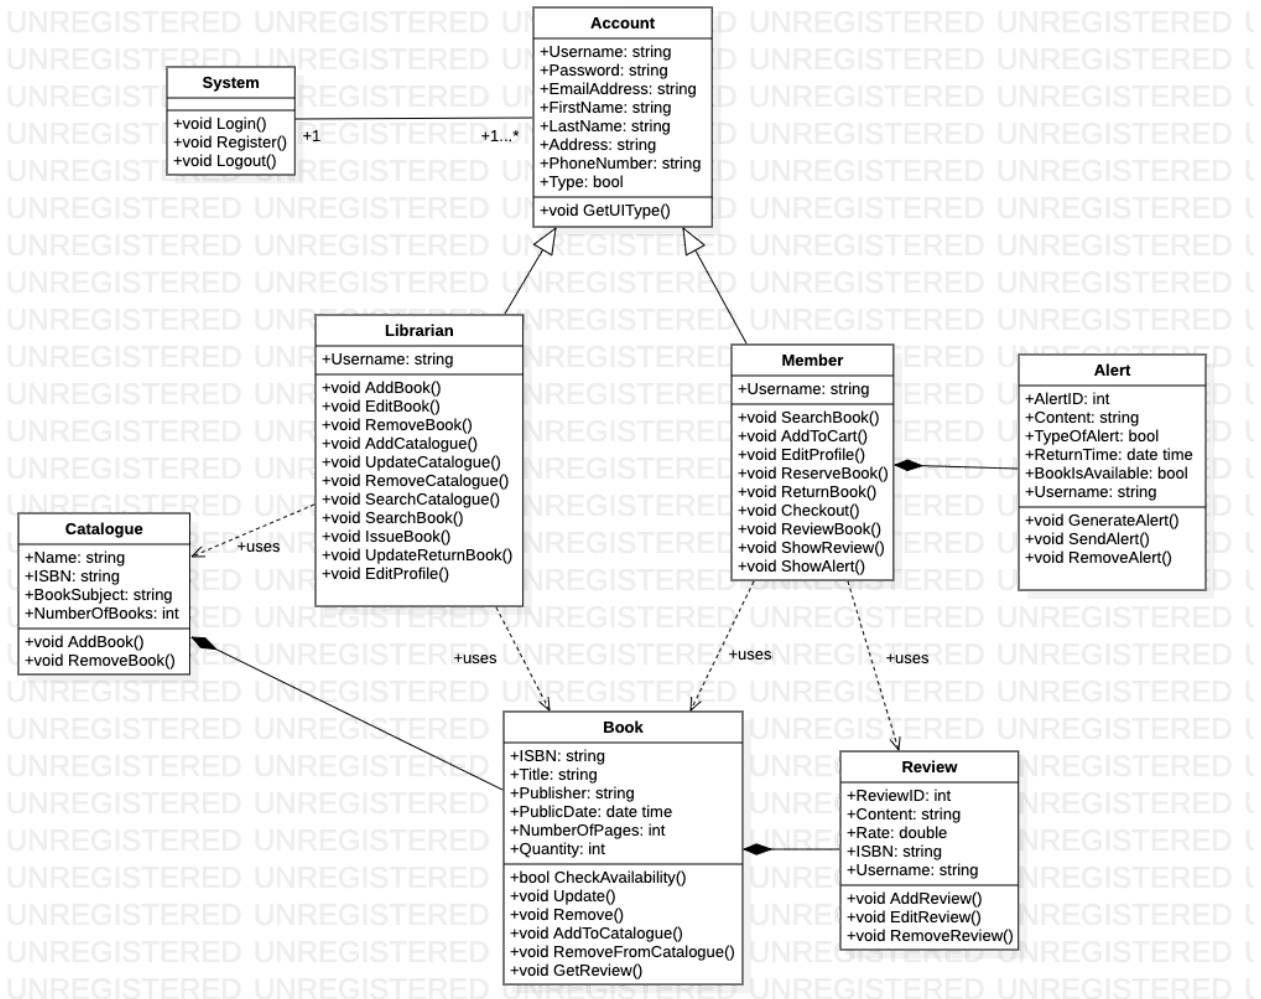 UNREGISTERED UNREGISTERED UNREGISTERED UNREGISTERED UNREGISTERED
Account
+Username: string
+Password: string
+EmailAddress: string
+FirstName: string
+LastName: string
+Address: string
+PhoneNumber: string
+Type: bool
+void GetUIType()
System
+void Login()
+void Register()
+void Logout()
+1
+1...*
Librarian
+Username: string
+void AddBook()
+void EditBook()
+void RemoveBook()
+void AddCatalogue()
+void UpdateCatalogue()
+void RemoveCatalogue()
+void SearchCatalogue()
+void SearchBook()
+void IssueBook()
+void UpdateReturnBook()
+void EditProfile()
Member
+Username: string
+void SearchBook()
+void AddToCart()
+void EditProfile()
+void ReserveBook()
+void ReturnBook()
+void Checkout()
+void ReviewBook()
+void ShowReview()
+void ShowAlert()
Alert
+AlertID: int
+Content: string
+TypeOfAlert: bool
+ReturnTime: date time
+BookIsAvailable: bool
+Username: string
+void GenerateAlert()
+void SendAlert()
+void RemoveAlert()
Catalogue
+Name: string
+ISBN: string
+BookSubject: string
+NumberOfBooks: int
+void AddBook()
+void RemoveBook()
+uses
+uses
+uses
+uses
Book
+ISBN: string
+Title: string
+Publisher: string
+PublicDate: date time
+NumberOfPages: int
+Quantity: int
+bool CheckAvailability()
+void Update()
+void Remove()
+void AddToCatalogue()
+void RemoveFromCatalogue()
+void GetReview()
Review
+ReviewID: int
+Content: string
+Rate: double
+ISBN: string
+Username: string
+void AddReview()
+void EditReview()
+void RemoveReview()